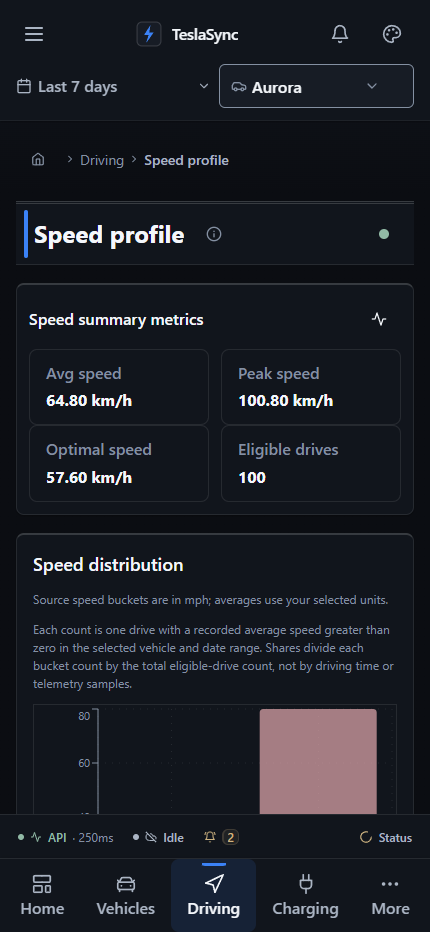 TeslaSync
Last 7 days
Aurora
Driving
Speed profile
Speed profile
Speed summary metrics
Avg speed
Peak speed
64.80 km/h
100.80 km/h
Optimal speed
Eligible drives
57.60 km/h
100
Speed distribution
Source speed buckets are in mph; averages use your selected units.
Each count is one drive with a recorded average speed greater than
zero in the selected vehicle and date range. Shares divide each
bucket count by the total eligible-drive count, not by driving time or
telemetry samples.
80
60
API · 250ms
Idle
2
Status
Home
Vehicles
Driving
Charging
More